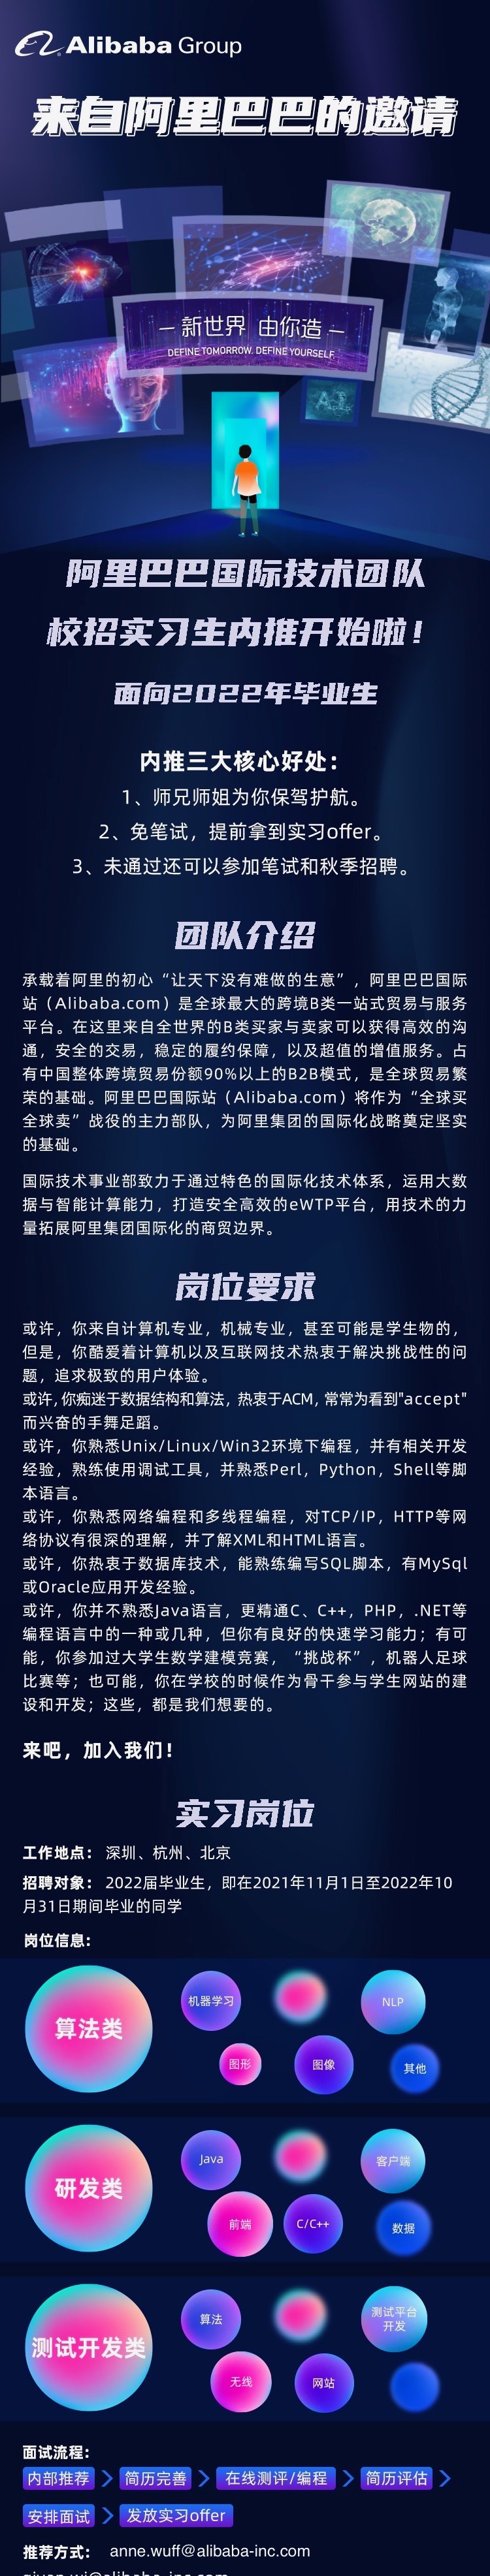 Alibaba Group
来自阿里巴巴的邀请
— 新世界 由你造 —
DEFINE TOMORROW. DEFINE YOURSELF.
阿里巴巴国际技术团队
校招实习生内推开始啦！
面向2022年毕业生
内推三大核心好处：
1、师兄师姐为你保驾护航。
2、免笔试，提前拿到实习offer。
3、未通过还可以参加笔试和秋季招聘。
团队介绍
承载着阿里的初心“让天下没有难做的生意”，阿里巴巴国际
站（Alibaba.com）是全球最大的跨境B类一站式贸易与服务
平台。在这里来自全世界的B类买家与卖家可以获得高效的沟
通，安全的交易，稳定的履约保障，以及超值的增值服务。占
有中国整体跨境贸易份额90%以上的B2B模式，是全球贸易繁
荣的基础。阿里巴巴国际站（Alibaba.com）将作为“全球买
全球卖”战役的主力部队，为阿里集团的国际化战略奠定坚实
的基础。
国际技术事业部致力于通过特色的国际化技术体系，运用大数
据与智能计算能力，打造安全高效的eWTP平台，用技术的力
量拓展阿里集团国际化的商贸边界。
岗位要求
或许，你来自计算机专业，机械专业，甚至可能是学生物的，
但是，你酷爱着计算机以及互联网技术热衷于解决挑战性的问
题，追求极致的用户体验。
或许，你痴迷于数据结构和算法，热衷于ACM，常常为看到"accept"
而兴奋的手舞足蹈。
或许，你熟悉Unix/Linux/Win32环境下编程，并有相关开发
经验，熟练使用调试工具，并熟悉Perl，Python，Shell等脚
本语言。
或许，你熟悉网络编程和多线程编程，对TCP/IP，HTTP等网
络协议有很深的理解，并了解XML和HTML语言。
或许，你热衷于数据库技术，能熟练编写SQL脚本，有MySql
或Oracle应用开发经验。
或许，你并不熟悉Java语言，更精通C、C++，PHP，.NET等
编程语言中的一种或几种，但你有良好的快速学习能力；有可
能，你参加过大学生数学建模竞赛，“挑战杯”，机器人足球
比赛等；也可能，你在学校的时候作为骨干参与学生网站的建
设和开发；这些，都是我们想要的。
来吧，加入我们！
实习岗位
工作地点： 深圳、杭州、北京
招聘对象： 2022届毕业生，即在2021年11月1日至2022年10
月31日期间毕业的同学
岗位信息：
算法类
机器学习
NLP
图形
图像
其他
研发类
Java
客户端
前端
C/C++
数据
测试开发类
算法
测试平台
开发
无线
网站
面试流程：
内部推荐 > 简历完善 > 在线测评/编程 > 简历评估 >
安排面试 > 发放实习offer
推荐方式： anne.wuff@alibaba-inc.com